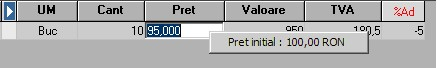 UM Cant Pret Valoare TVA %Ad
Buc 10 95,000 950 180,5 -5
Pret initial : 100,00 RON